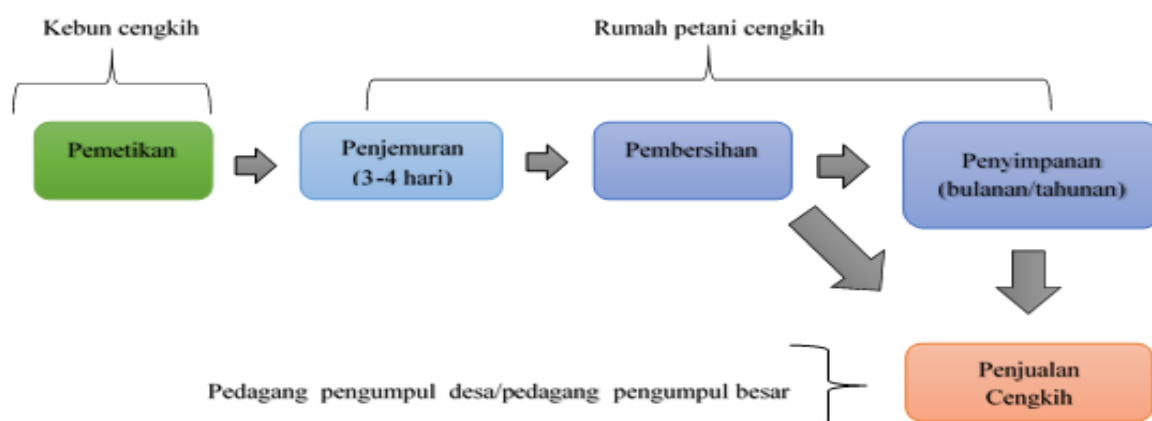 Kebun cengkih
Rumah petani cengkih
Pemetikan
Penjemuran
(3-4 hari)
Pembersihan
Penyimpanan
(bulanan/tahunan)
Pedagang pengumpul desa/pedagang pengumpul besar
Penjualan
Cengkih